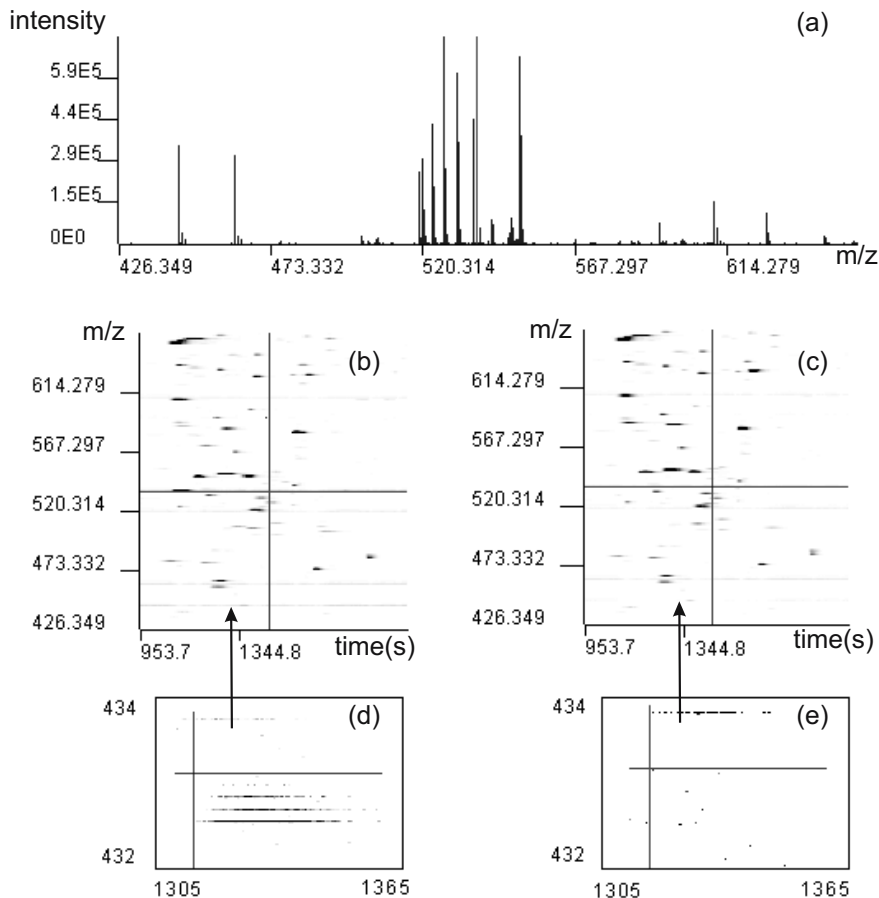 intensity
(a)
5.9E5
4.4E5
2.9E5
1.5E5
0E0
426.349 473.332 520.314 567.297 614.279 m/z
m/z
(b)
614.279
567.297
520.314
473.332
426.349
953.7 1344.8 time(s)
m/z
(c)
614.279
567.297
520.314
473.332
426.349
953.7 1344.8 time(s)
434
(d)
432
1305 1365
434
(e)
432
1305 1365